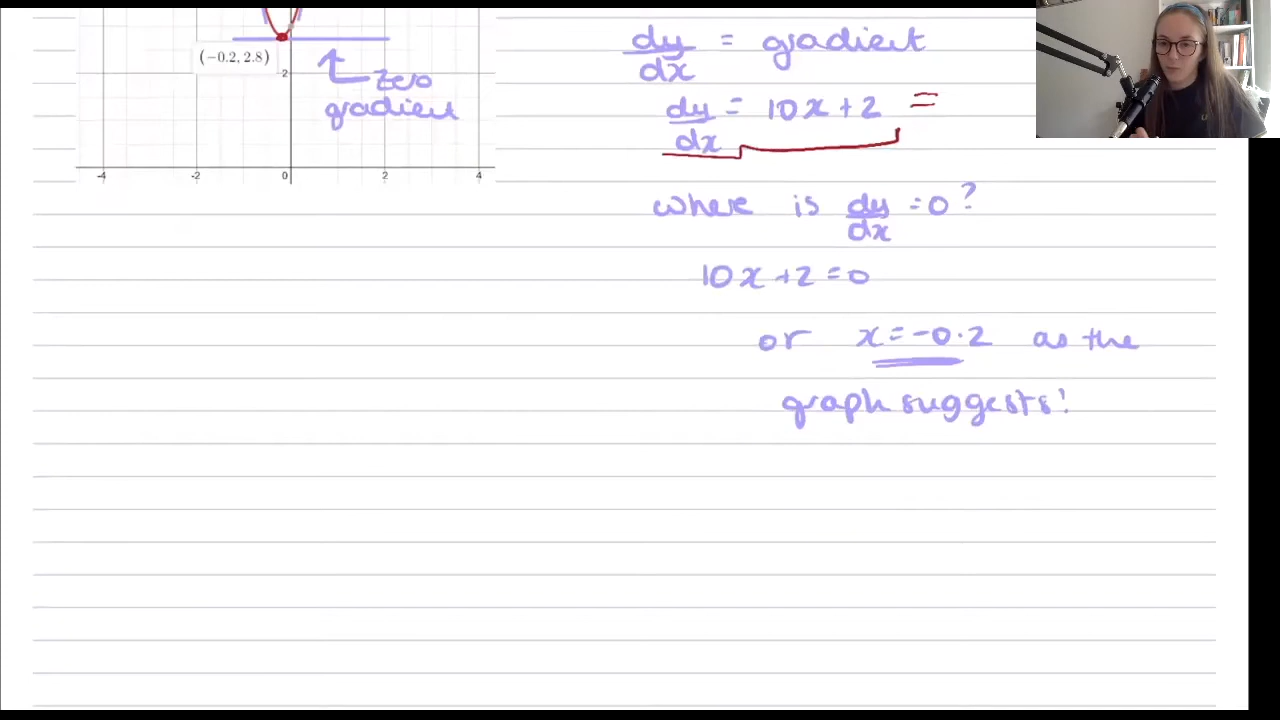 (−0.2, 2.8)
2
zero
gradient
-4 -2 0 2 4
dy/dx = gradient
dy/dx = 10x + 2 =
where is dy/dx = 0?
10x + 2 = 0
or x = -0.2 as the
graph suggests!